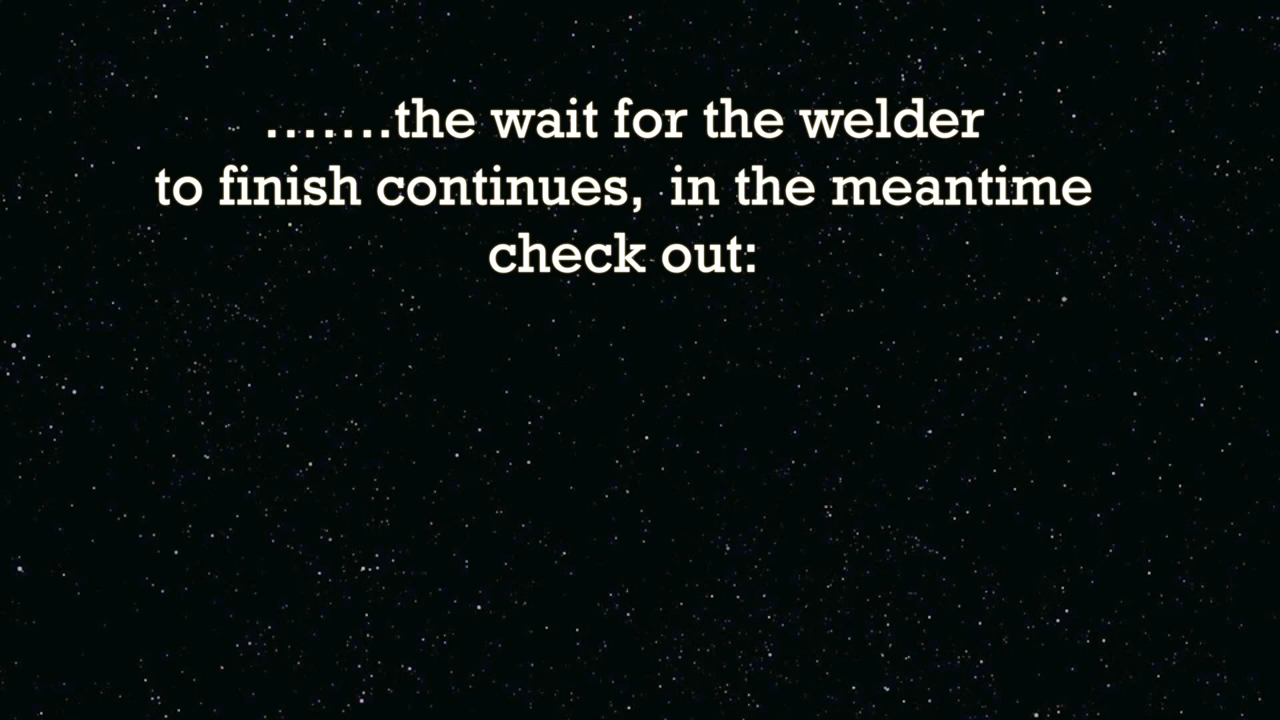 .......the wait for the welder
to finish continues,  in the meantime
check out: